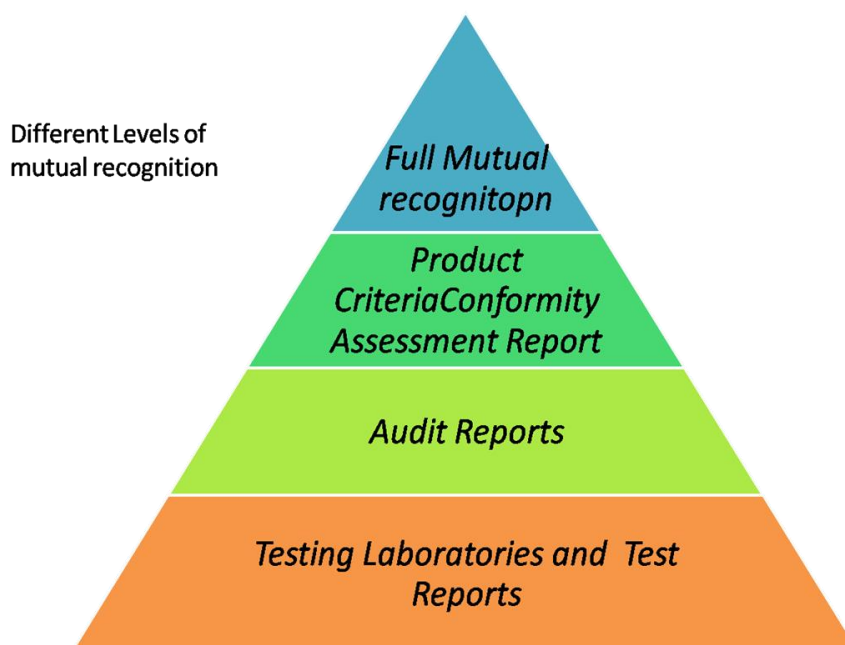 Different Levels of
mutual recognition
Full Mutual
recognitopn
Product
CriteriaConformity
Assessment Report
Audit Reports
Testing Laboratories and Test
Reports